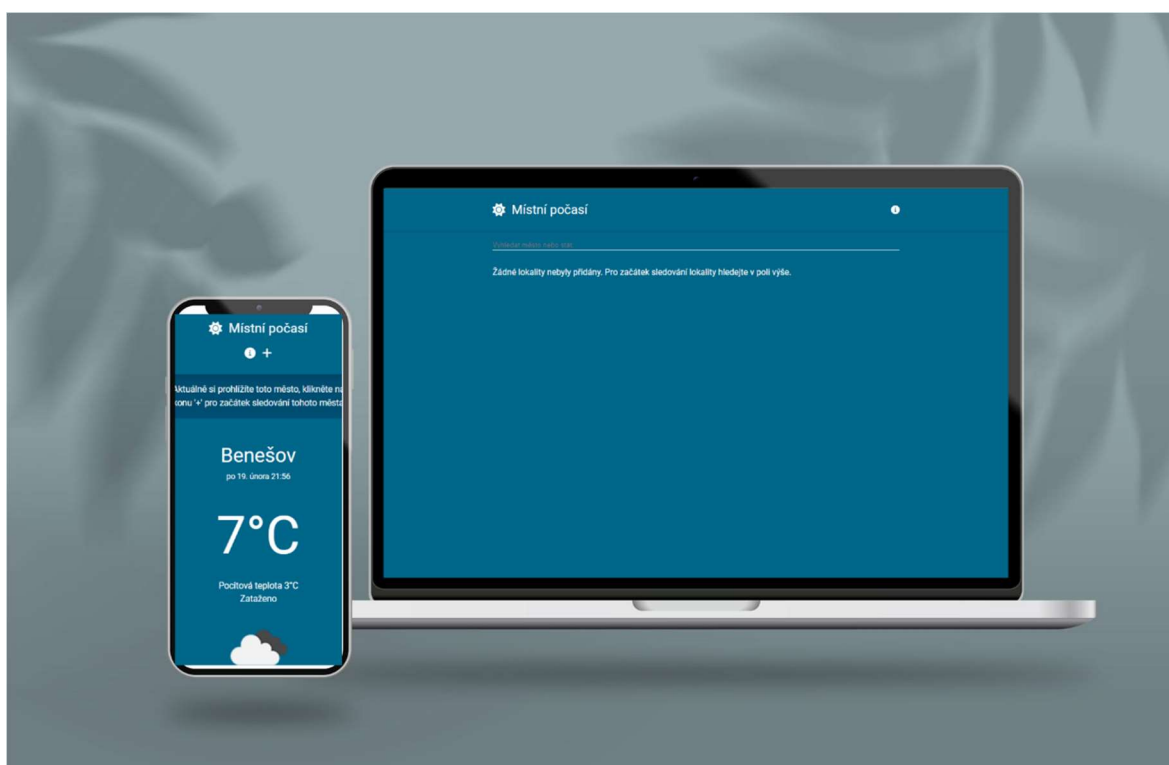 Místní počasí
Vyhledat město nebo stát
Žádné lokality nebyly přidány. Pro začátek sledování lokality hledejte v poli výše.
Místní počasí
Aktuálně si prohlížíte toto město, klikněte na
konu '+' pro začátek sledování tohoto města
Benešov
po 19. února 21:56
7°C
Pocitová teplota 3°C
Zataženo